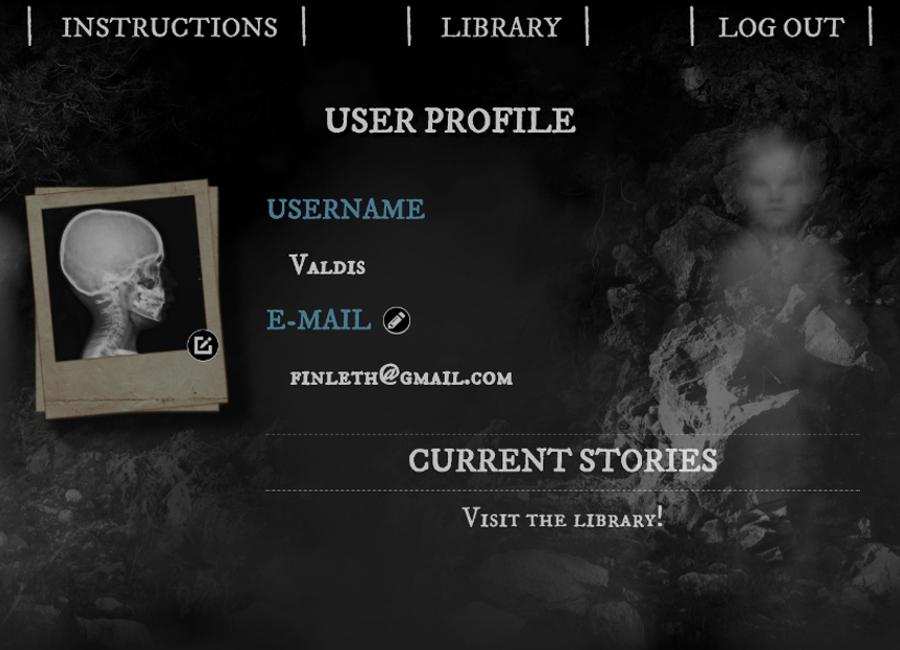 INSTRUCTIONS
LIBRARY
LOG OUT
USER PROFILE
USERNAME
Valdis
E-MAIL
finleth@gmail.com
CURRENT STORIES
Visit the library!